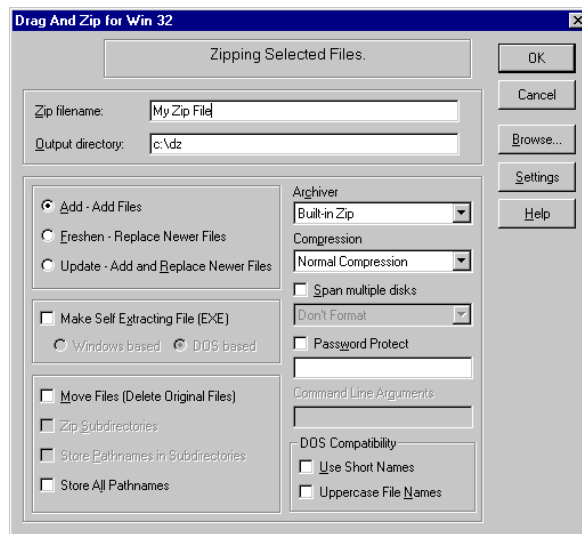 Drag And Zip for Win 32
Zipping Selected Files.
OK
Cancel
Browse...
Settings
Help
Zip filename:
My Zip File
Output directory:
c:\dz
Add - Add Files
Freshen - Replace Newer Files
Update - Add and Replace Newer Files
Make Self Extracting File (EXE)
Windows based DOS based
Move Files (Delete Original Files)
Zip Subdirectories
Store Pathnames in Subdirectories
Store All Pathnames
Archiver
Built-in Zip
Compression
Normal Compression
Span multiple disks
Don't Format
Password Protect
Command Line Arguments
DOS Compatibility
Use Short Names
Uppercase File Names